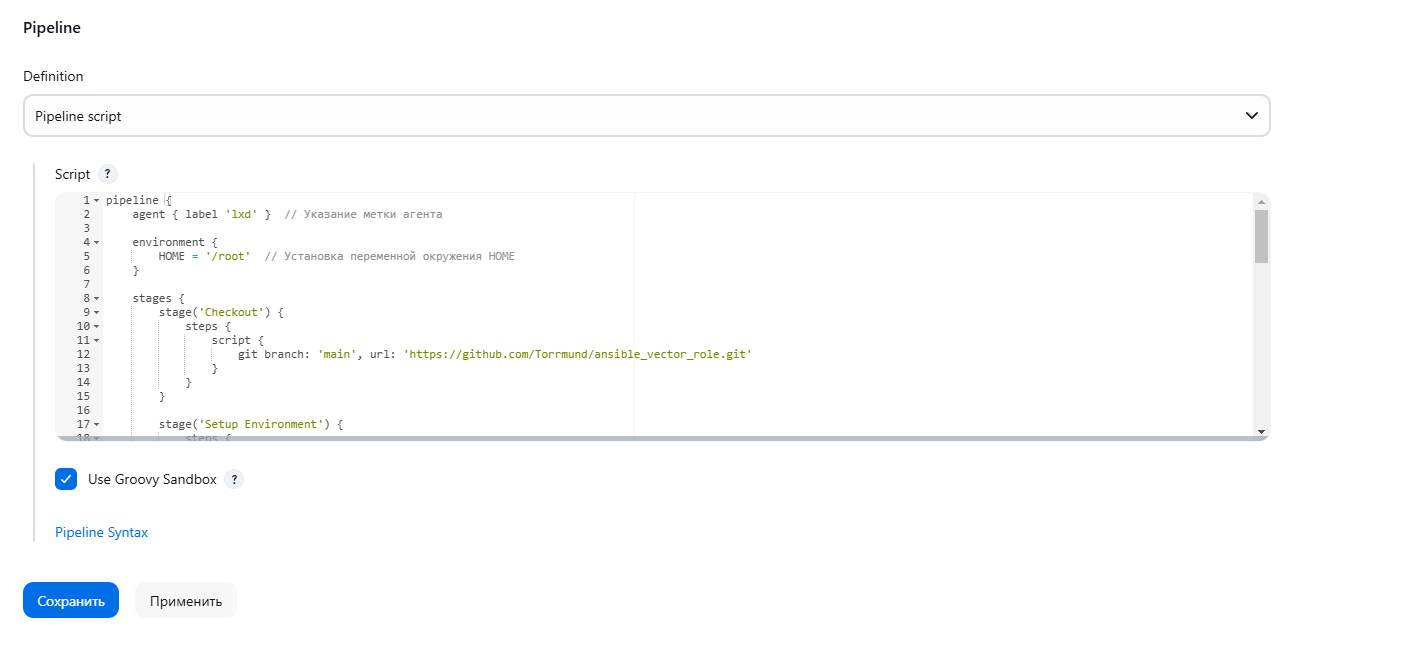 Pipeline
Definition
Pipeline script
Script ?
1 pipeline {
2     agent { label 'lxd' }  // Указание метки агента
3
4     environment {
5         HOME = '/root'  // Установка переменной окружения HOME
6     }
7
8     stages {
9         stage('Checkout') {
10             steps {
11                 script {
12                     git branch: 'main', url: 'https://github.com/Torrmund/ansible_vector_role.git'
13                 }
14             }
15         }
16
17         stage('Setup Environment') {
18             steps {
Use Groovy Sandbox ?
Pipeline Syntax
Сохранить Применить